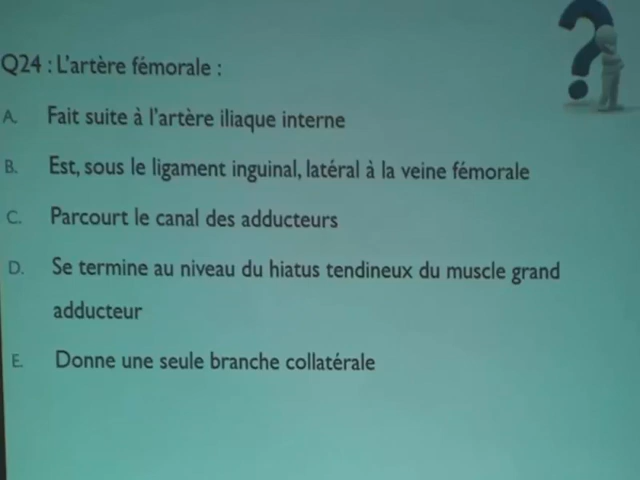 Q24 : L'artère fémorale :
A. Fait suite à l'artère iliaque interne
B. Est, sous le ligament inguinal, latéral à la veine fémorale
C. Parcourt le canal des adducteurs
D. Se termine au niveau du hiatus tendineux du muscle grand
adducteur
E. Donne une seule branche collatérale